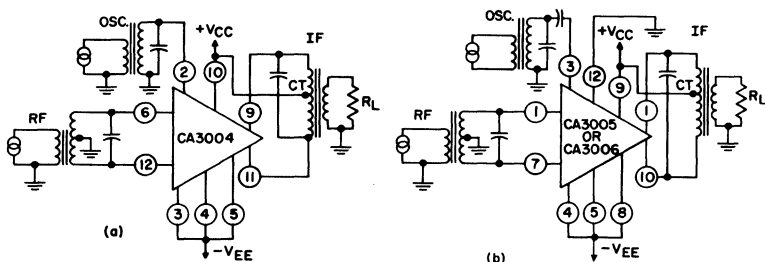 OSC.
+VCC
IF
2
10
9
CT
RL
RF
6
CA3004
12
11
3
4
5
(a)
-VEE
OSC.
+VCC
IF
3
12
9
1
CT
RL
RF
1
CA3005
OR
CA3006
7
10
4
5
8
(b)
-VEE